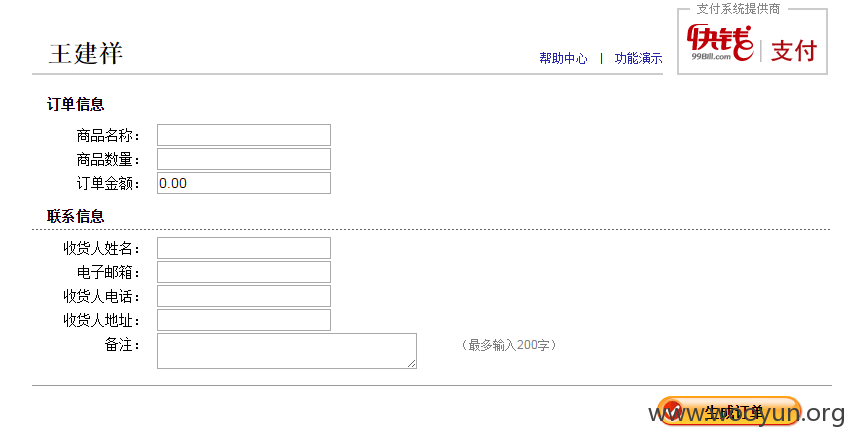 支付系统提供商
快钱 99Bill.com | 支付
王建祥
帮助中心 | 功能演示
订单信息
商品名称：
商品数量：
订单金额： 0.00
联系信息
收货人姓名：
电子邮箱：
收货人电话：
收货人地址：
备注： （最多输入200字）
生成订单
www.wooyun.org